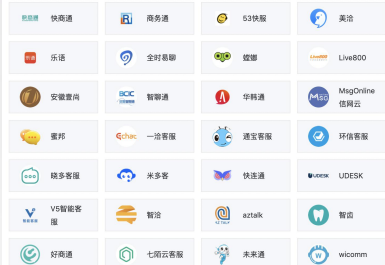 快商通
商务通
53快服
美洽
乐语
全时易聊
螳螂
Live800
安徽壹尚
智聊通
华韩通
MsgOnline
信网云
蜜邦
一洽客服
通宝客服
环信客服
晓多客服
米多客
快连通
UDESK
V5智能客
服
智洽
aztalk
智齿
好商通
七陌云客服
未来通
wicomm